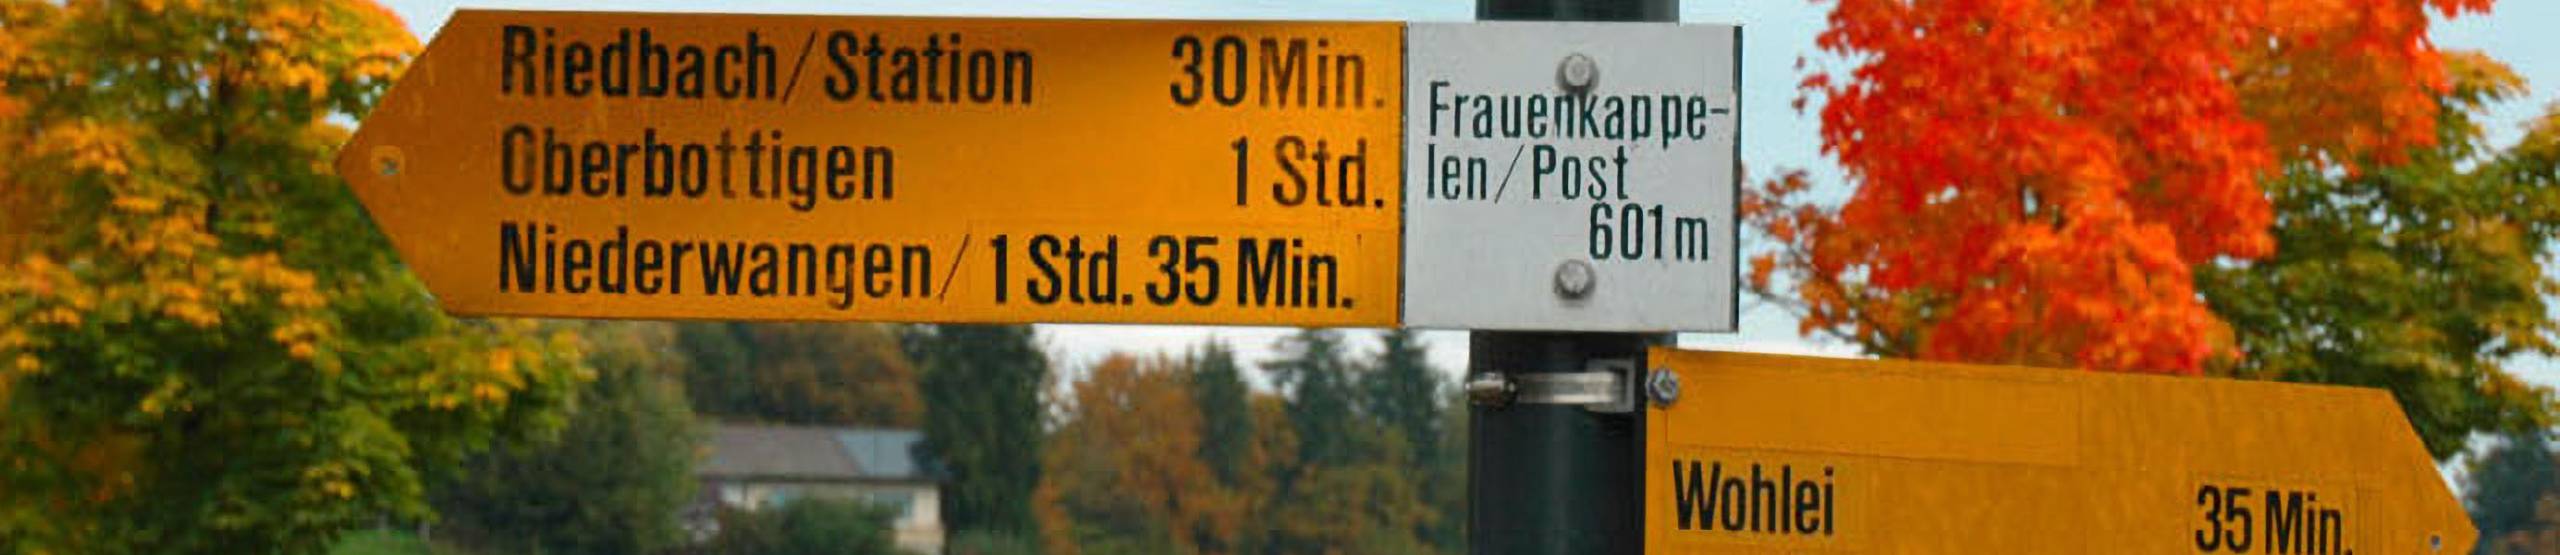 Riedbach/Station 30 Min.
Oberbottigen 1 Std.
Niederwangen/ 1 Std. 35 Min.
Frauenkappe-
len/Post
601m
Wohlei 35 Min.